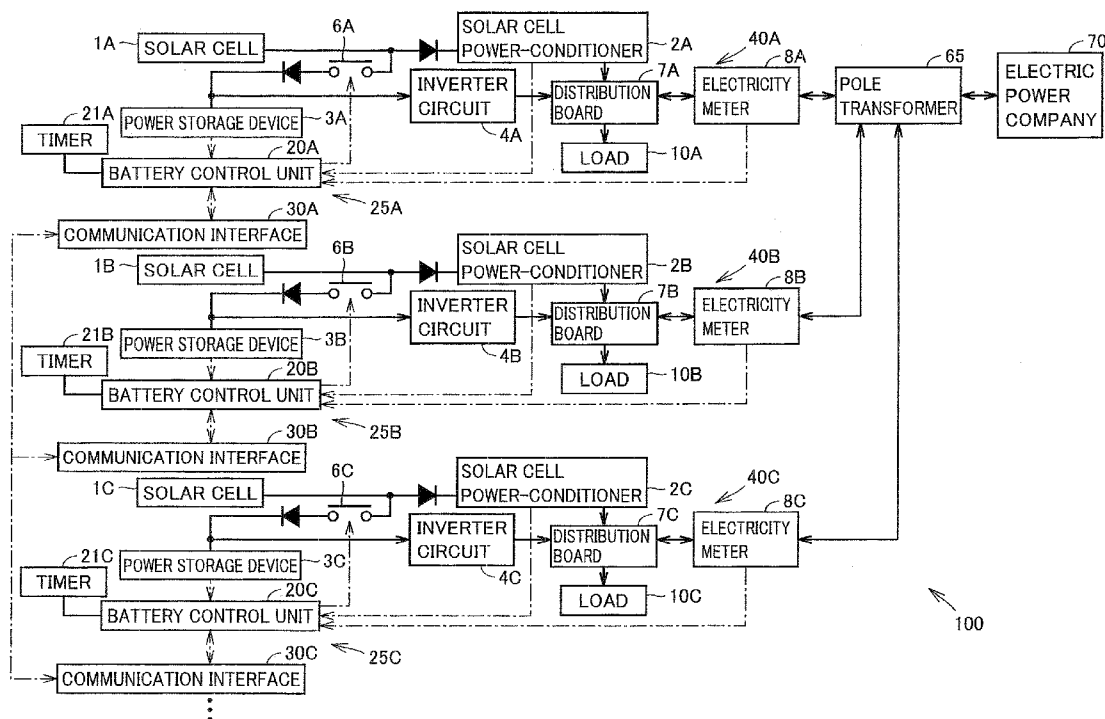 1A
SOLAR CELL
6A
SOLAR CELL
POWER-CONDITIONER
2A
40A
8A
65
70
INVERTER
CIRCUIT
4A
7A
DISTRIBUTION
BOARD
ELECTRICITY
METER
POLE
TRANSFORMER
ELECTRIC
POWER
COMPANY
21A
TIMER
POWER STORAGE DEVICE
3A
LOAD
10A
20A
BATTERY CONTROL UNIT
25A
30A
COMMUNICATION INTERFACE
1B
SOLAR CELL
6B
SOLAR CELL
POWER-CONDITIONER
2B
40B
8B
INVERTER
CIRCUIT
4B
7B
DISTRIBUTION
BOARD
ELECTRICITY
METER
21B
TIMER
POWER STORAGE DEVICE
3B
LOAD
10B
20B
BATTERY CONTROL UNIT
25B
30B
COMMUNICATION INTERFACE
1C
SOLAR CELL
6C
SOLAR CELL
POWER-CONDITIONER
2C
40C
8C
INVERTER
CIRCUIT
4C
7C
DISTRIBUTION
BOARD
ELECTRICITY
METER
21C
TIMER
POWER STORAGE DEVICE
3C
LOAD
10C
20C
BATTERY CONTROL UNIT
25C
100
30C
COMMUNICATION INTERFACE